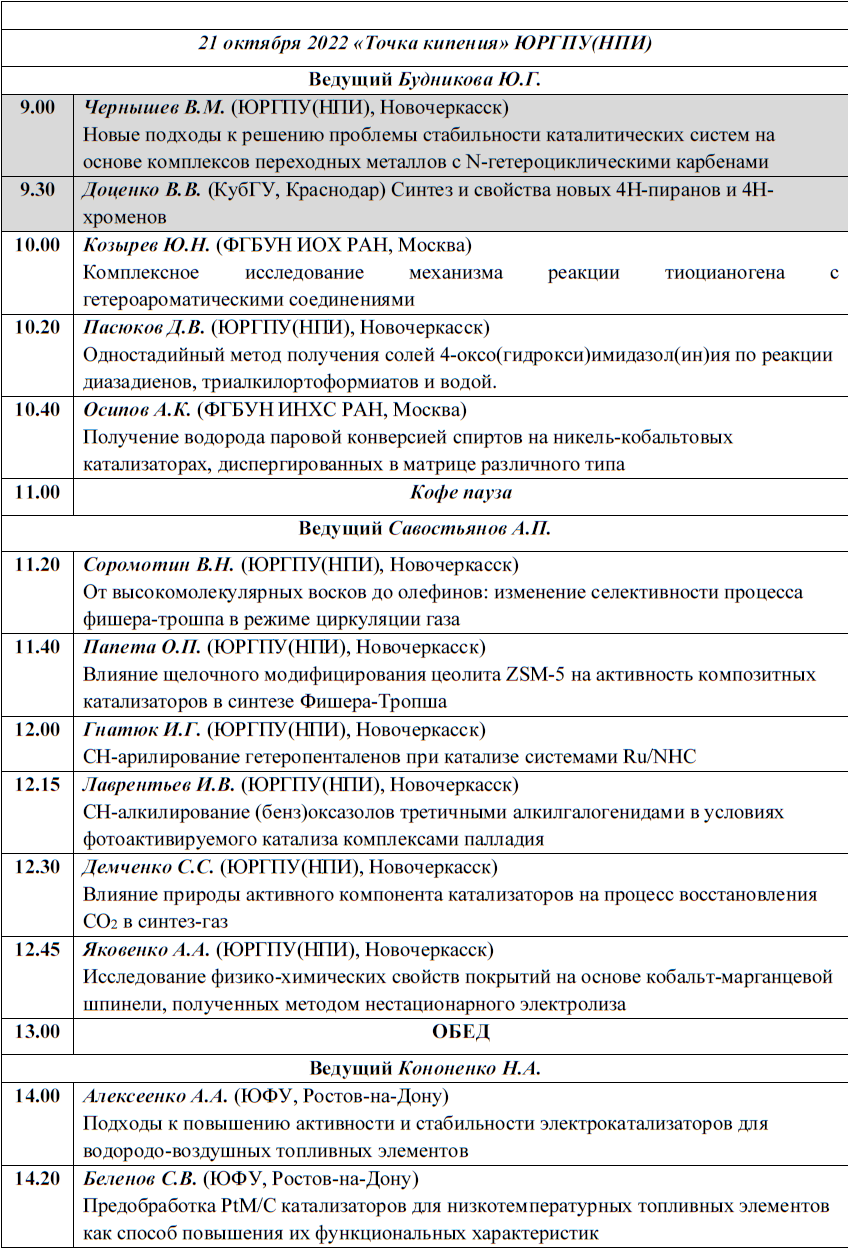 21 октября 2022 «Точка кипения» ЮРГПУ(НПИ)
Ведущий Будникова Ю.Г.
9.00 Чернышев В.М. (ЮРГПУ(НПИ), Новочеркасск)
Новые подходы к решению проблемы стабильности каталитических систем на
основе комплексов переходных металлов с N-гетероциклическими карбенами
9.30 Доценко В.В. (КубГУ, Краснодар) Синтез и свойства новых 4H-пиранов и 4H-
хроменов
10.00 Козырев Ю.Н. (ФГБУН ИОХ РАН, Москва)
Комплексное исследование механизма реакции тиоцианогена с
гетероароматическими соединениями
10.20 Пасюков Д.В. (ЮРГПУ(НПИ), Новочеркасск)
Одностадийный метод получения солей 4-оксо(гидрокси)имидазол(ин)ия по реакции
диазадиенов, триалкилортоформиатов и водой.
10.40 Осипов А.К. (ФГБУН ИНХС РАН, Москва)
Получение водорода паровой конверсией спиртов на никель-кобальтовых
катализаторах, диспергированных в матрице различного типа
11.00 Кофе пауза
Ведущий Савостьянов А.П.
11.20 Соромотин В.Н. (ЮРГПУ(НПИ), Новочеркасск)
От высокомолекулярных восков до олефинов: изменение селективности процесса
фишера-трошпа в режиме циркуляции газа
11.40 Папета О.П. (ЮРГПУ(НПИ), Новочеркасск)
Влияние щелочного модифицирования цеолита ZSM-5 на активность композитных
катализаторов в синтезе Фишера-Тропша
12.00 Гнатюк И.Г. (ЮРГПУ(НПИ), Новочеркасск)
CH-арилирование гетеропенталенов при катализе системами Ru/NHC
12.15 Лаврентьев И.В. (ЮРГПУ(НПИ), Новочеркасск)
CH-алкилирование (бенз)оксазолов третичными алкилгалогенидами в условиях
фотоактивируемого катализа комплексами палладия
12.30 Демченко С.С. (ЮРГПУ(НПИ), Новочеркасск)
Влияние природы активного компонента катализаторов на процесс восстановления
CO₂ в синтез-газ
12.45 Яковенко А.А. (ЮРГПУ(НПИ), Новочеркасск)
Исследование физико-химических свойств покрытий на основе кобальт-марганцевой
шпинели, полученных методом нестационарного электролиза
13.00 ОБЕД
Ведущий Кононенко Н.А.
14.00 Алексеенко А.А. (ЮФУ, Ростов-на-Дону)
Подходы к повышению активности и стабильности электрокатализаторов для
водородо-воздушных топливных элементов
14.20 Беленов С.В. (ЮФУ, Ростов-на-Дону)
Предобработка PtM/C катализаторов для низкотемпературных топливных элементов
как способ повышения их функциональных характеристик